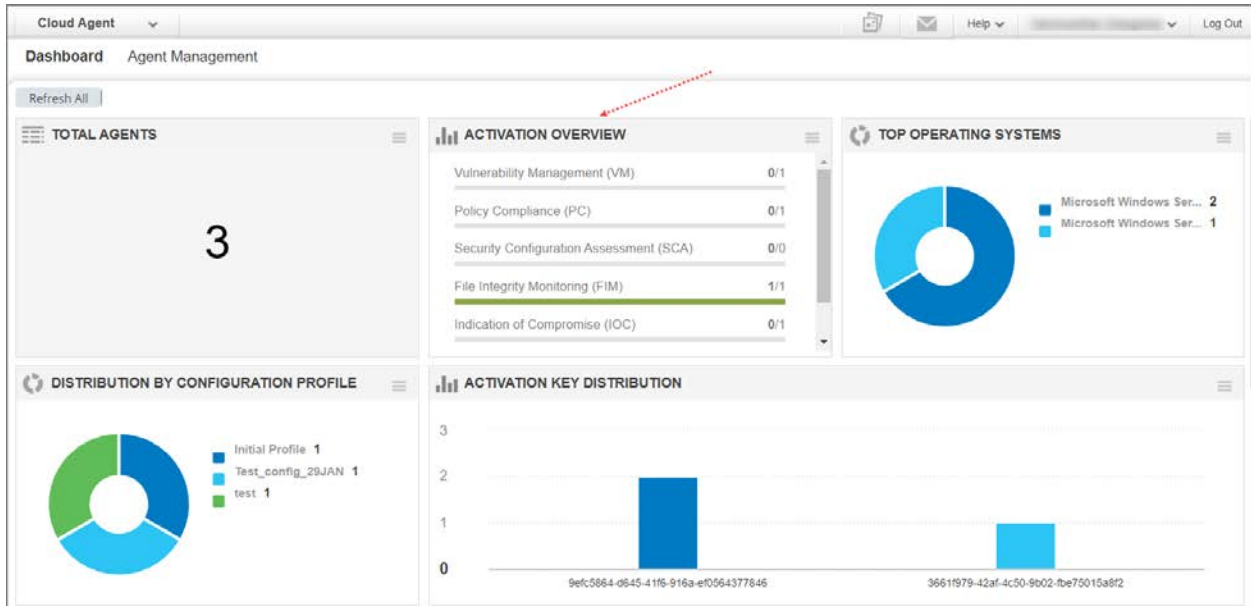 Cloud Agent
Help
Log Out
Dashboard Agent Management
Refresh All
TOTAL AGENTS
3
ACTIVATION OVERVIEW
Vulnerability Management (VM) 0/1
Policy Compliance (PC) 0/1
Security Configuration Assessment (SCA) 0/0
File Integrity Monitoring (FIM) 1/1
Indication of Compromise (IOC) 0/1
TOP OPERATING SYSTEMS
Microsoft Windows Ser... 2
Microsoft Windows Ser... 1
DISTRIBUTION BY CONFIGURATION PROFILE
Initial Profile 1
Test_config_29JAN 1
test 1
ACTIVATION KEY DISTRIBUTION
3
2
1
0
9efc5864-d645-41f6-916a-ef0564377846
3661f979-42af-4c50-9b02-fbe75015a8f2